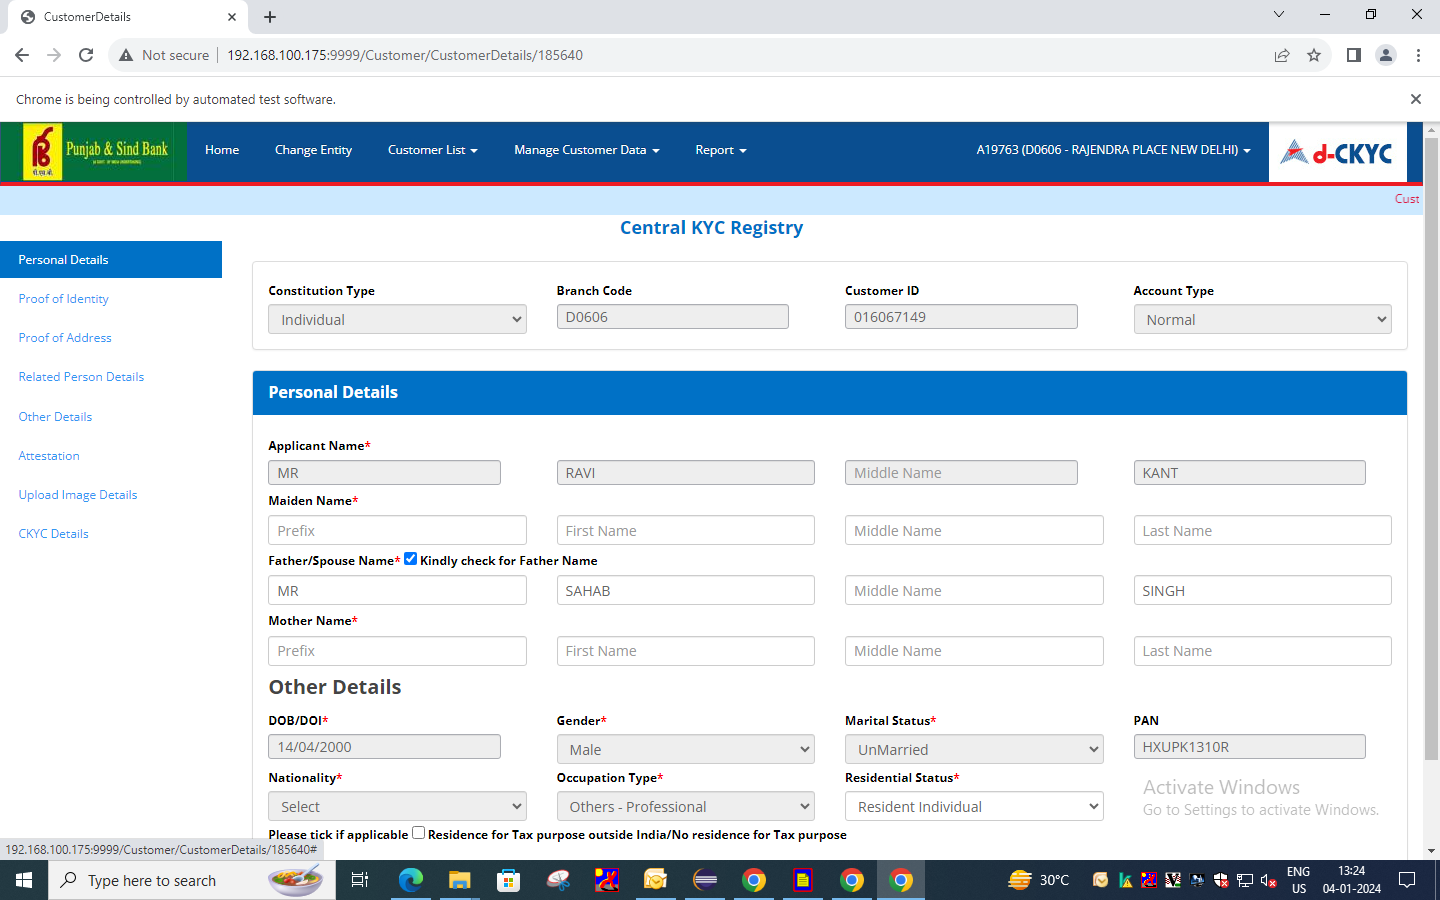 CustomerDetails
Not secure 192.168.100.175:9999/Customer/CustomerDetails/185640
Chrome is being controlled by automated test software.
Punjab & Sind Bank
पी.एस.बी.
Home Change Entity Customer List Manage Customer Data Report A19763 (D0606 - RAJENDRA PLACE NEW DELHI) d-CKYC
Cust
Central KYC Registry
Personal Details
Proof of Identity
Proof of Address
Related Person Details
Other Details
Attestation
Upload Image Details
CKYC Details
Constitution Type Branch Code Customer ID Account Type
Individual D0606 016067149 Normal
Personal Details
Applicant Name*
MR RAVI Middle Name KANT
Maiden Name*
Prefix First Name Middle Name Last Name
Father/Spouse Name* Kindly check for Father Name
MR SAHAB Middle Name SINGH
Mother Name*
Prefix First Name Middle Name Last Name
Other Details
DOB/DOI* Gender* Marital Status* PAN
14/04/2000 Male UnMarried HXUPK1310R
Nationality* Occupation Type* Residential Status*
Select Others - Professional Resident Individual
Activate Windows
Go to Settings to activate Windows.
Please tick if applicable Residence for Tax purpose outside India/No residence for Tax purpose
192.168.100.175:9999/Customer/CustomerDetails/185640#
Type here to search
30°C
ENG
US
13:24
04-01-2024